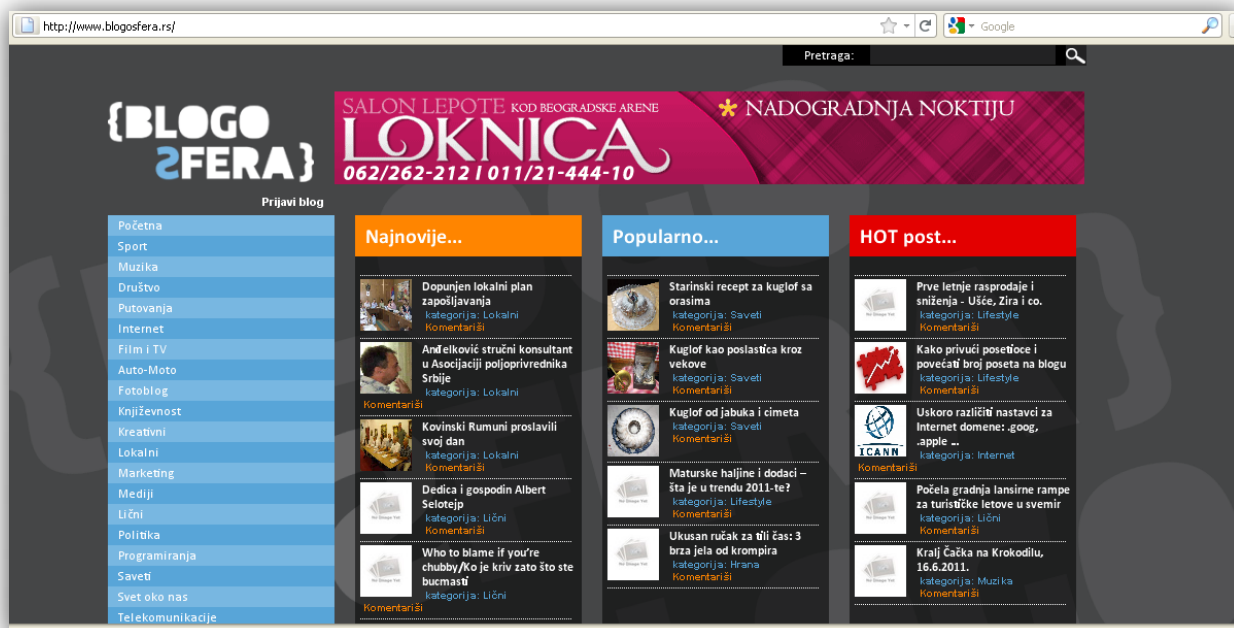 http://www.blogosfera.rs/
Google
Pretraga:
{BLOGO
SFERA}
SALON LEPOTE KOD BEOGRADSKE ARENE
LOKNICA
062/262-212 I 011/21-444-10
NADOGRADNJA NOKTIJU
Prijavi blog
Početna
Sport
Muzika
Društvo
Putovanja
Internet
Film i TV
Auto-Moto
Fotoblog
Književnost
Kreativni
Lokalni
Marketing
Mediji
Lični
Politika
Programiranja
Saveti
Svet oko nas
Telekomunikacije
Najnovije...
Dopunjen lokalni plan
zapošljavanja
kategorija: Lokalni
Komentariši
Anđelković stručni konsultant
u Asocijaciji poljoprivrednika
Srbije
kategorija: Lokalni
Komentariši
Kovinski Rumuni proslavili
svoj dan
kategorija: Lokalni
Komentariši
Dedica i gospodin Albert
Selotejp
kategorija: Lični
Komentariši
Who to blame if you're
chubby/Ko je kriv zato što ste
bucmasti
kategorija: Lični
Komentariši
Popularno...
Starinski recept za kuglof sa
orasima
kategorija: Saveti
Komentariši
Kuglof kao poslastica kroz
vekove
kategorija: Saveti
Komentariši
Kuglof od jabuka i cimeta
kategorija: Saveti
Komentariši
Maturske haljine i dodaci –
šta je u trendu 2011-te?
kategorija: Lifestyle
Komentariši
Ukusan ručak za tili čas: 3
brza jela od krompira
kategorija: Hrana
Komentariši
HOT post...
Prve letnje rasprodaje i
sniženja - Ušće, Zira i co.
kategorija: Lifestyle
Komentariši
Kako privući posetioce i
povećati broj poseta na blogu
kategorija: Lifestyle
Komentariši
ICANN
Uskoro različiti nastavci za
Internet domene: .goog,
.apple ...
kategorija: Internet
Komentariši
Počela gradnja lansirne rampe
za turističke letove u svemir
kategorija: Lični
Komentariši
Kralj Čačka na Krokodilu,
16.6.2011.
kategorija: Muzika
Komentariši